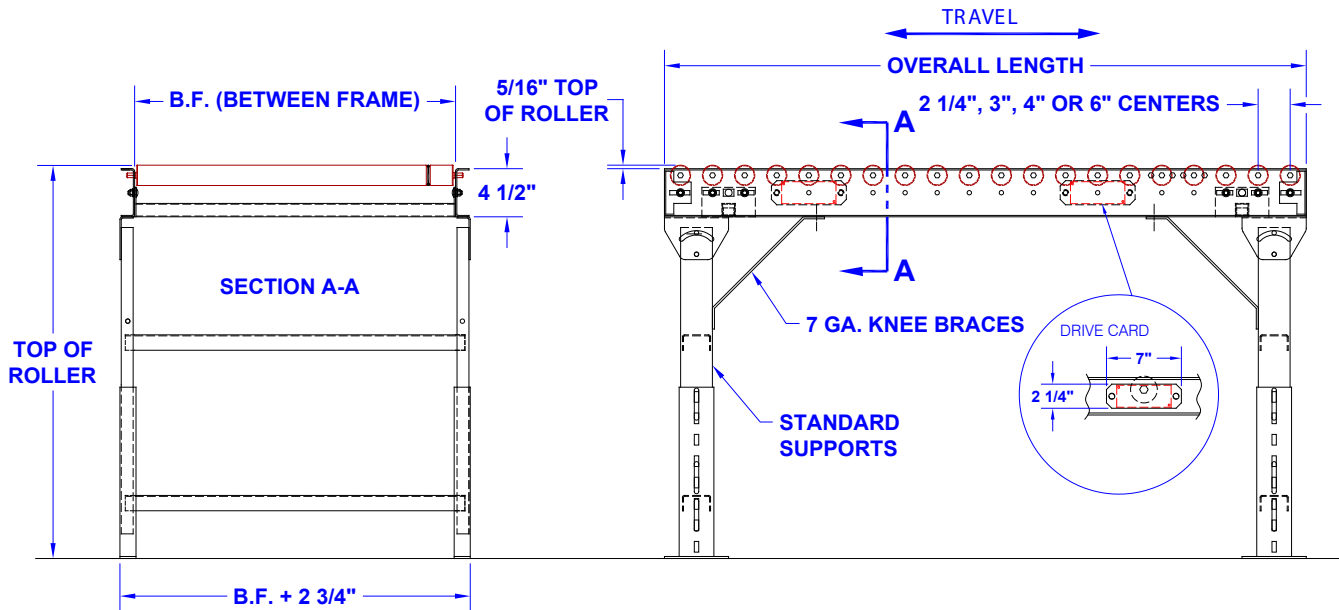 TRAVEL
OVERALL LENGTH
B.F. (BETWEEN FRAME)
5/16" TOP
OF ROLLER
2 1/4", 3", 4" OR 6" CENTERS
A
4 1/2"
SECTION A-A
A
7 GA. KNEE BRACES
DRIVE CARD
7"
2 1/4"
TOP OF
ROLLER
STANDARD
SUPPORTS
B.F. + 2 3/4"